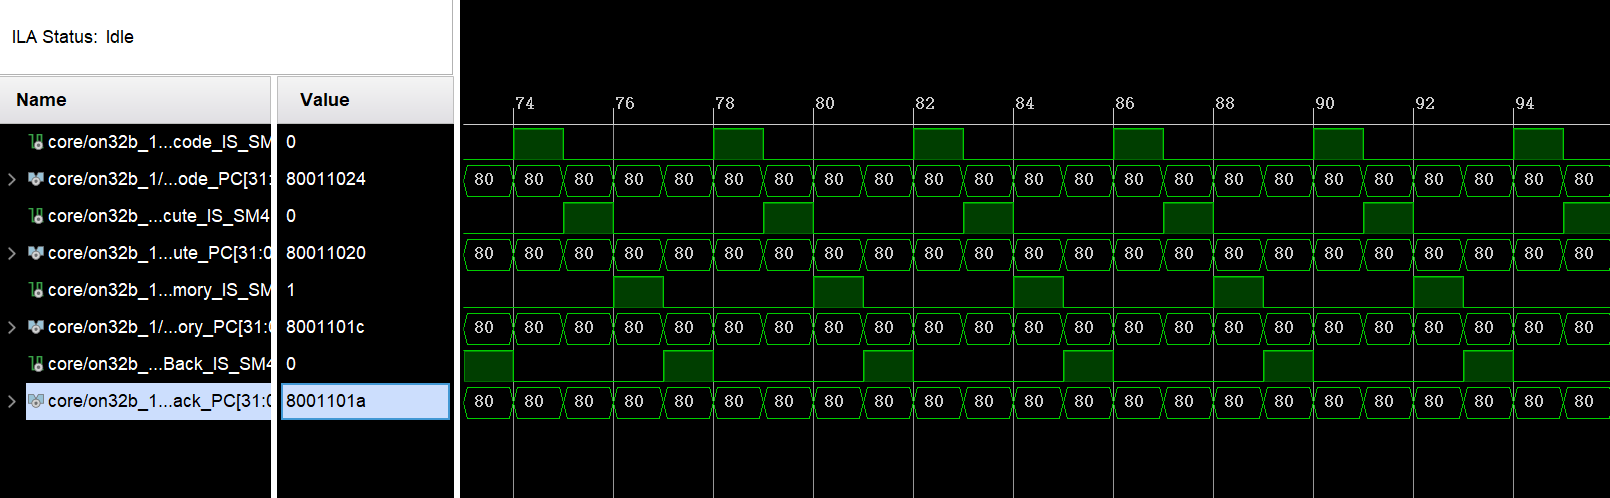 ILA Status: Idle
Name Value
74 76 78 80 82 84 86 88 90 92 94
core/on32b_1...code_IS_SM 0
core/on32b_1/...ode_PC[31: 80011024 80 80 80 80 80 80 80 80 80 80 80 80 80 80 80 80 80 80 80 80 80 80 80
core/on32b_...cute_IS_SM4 0
core/on32b_1...ute_PC[31:0 80011020 80 80 80 80 80 80 80 80 80 80 80 80 80 80 80 80 80 80 80 80 80 80 80
core/on32b_1...mory_IS_SM 1
core/on32b_1/...ory_PC[31:0 8001101c 80 80 80 80 80 80 80 80 80 80 80 80 80 80 80 80 80 80 80 80 80 80 80
core/on32b_...Back_IS_SM4 0
core/on32b_1...ack_PC[31:0 8001101a 80 80 80 80 80 80 80 80 80 80 80 80 80 80 80 80 80 80 80 80 80 80 80